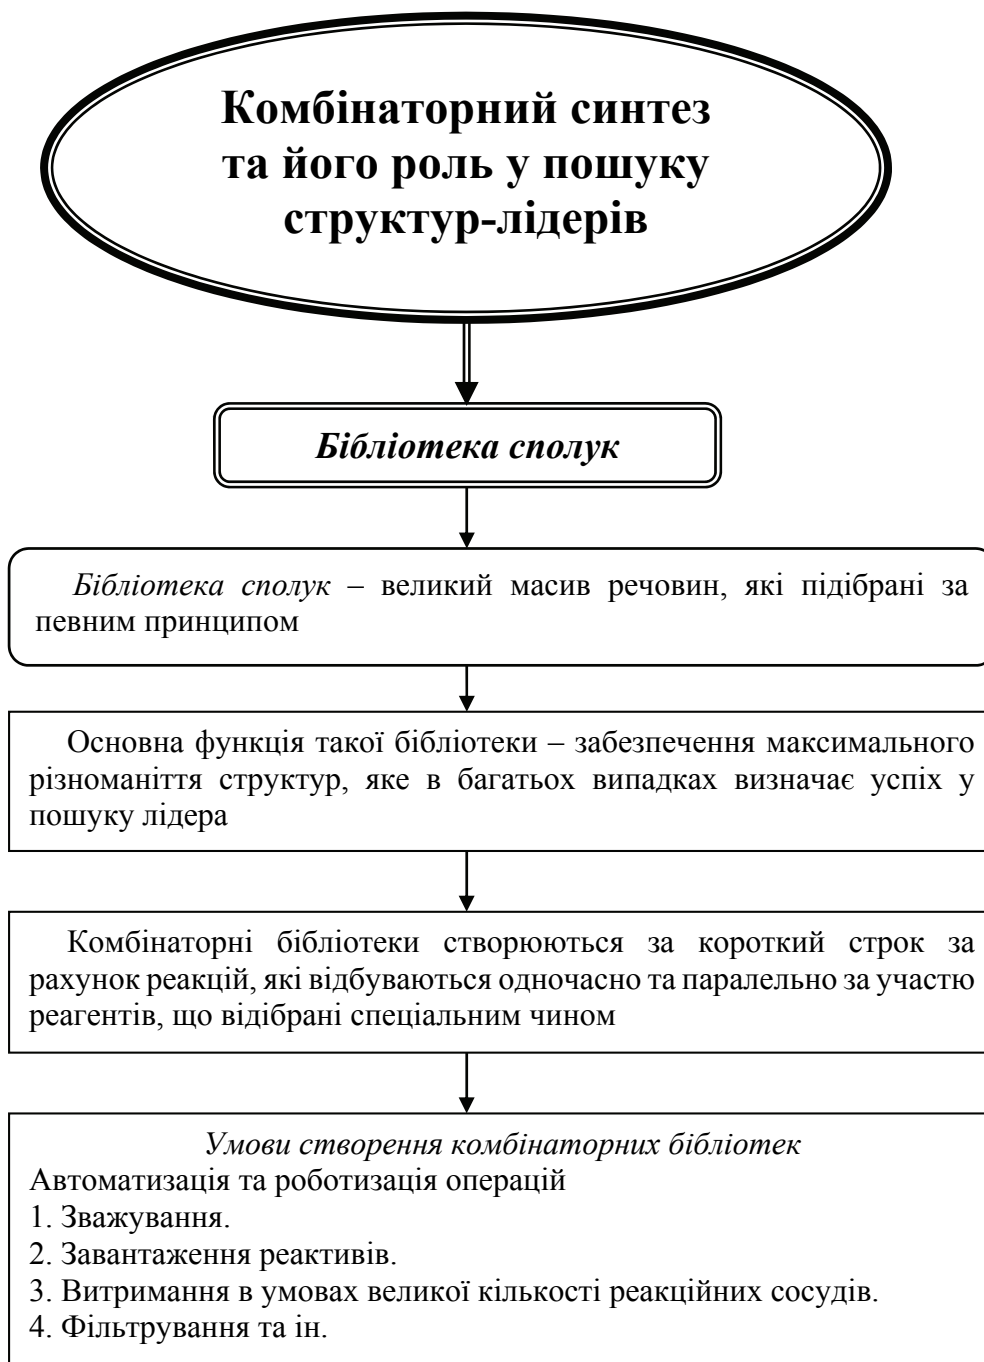 Комбінаторний синтез
та його роль у пошуку
структур-лідерів
Бібліотека сполук
Бібліотека сполук – великий масив речовин, які підібрані за
певним принципом
Основна функція такої бібліотеки – забезпечення максимального
різноманіття структур, яке в багатьох випадках визначає успіх у
пошуку лідера
Комбінаторні бібліотеки створюються за короткий строк за
рахунок реакцій, які відбуваються одночасно та паралельно за участю
реагентів, що відібрані спеціальним чином
Умови створення комбінаторних бібліотек
Автоматизація та роботизація операцій
1. Зважування.
2. Завантаження реактивів.
3. Витримання в умовах великої кількості реакційних сосудів.
4. Фільтрування та ін.